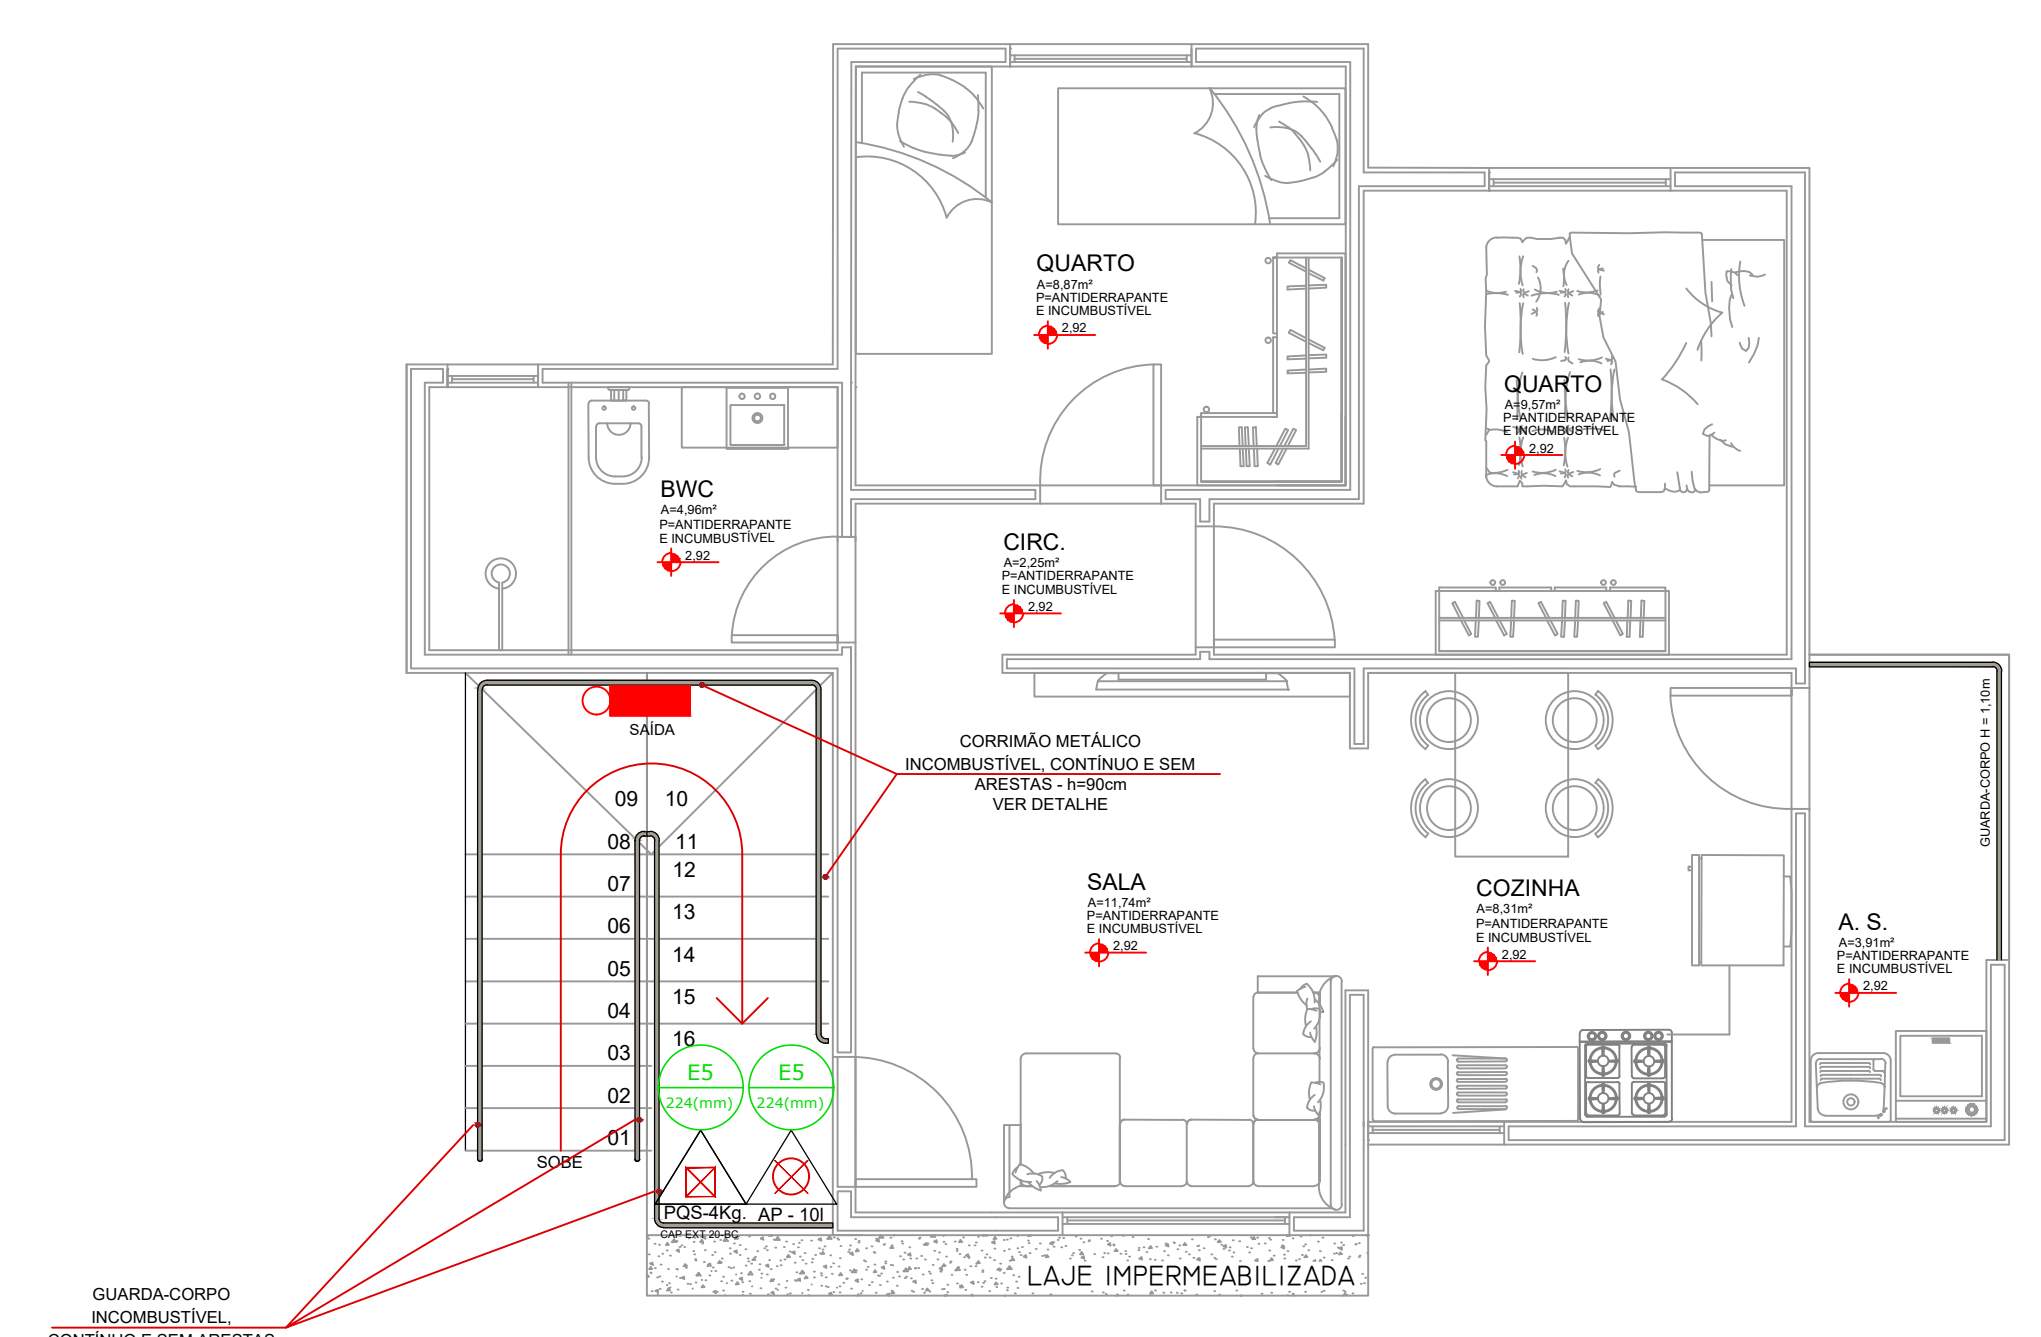 QUARTO
A=8,87m²
P=ANTIDERRAPANTE
E INCUMBUSTÍVEL
2,92
QUARTO
A=9,57m²
P=ANTIDERRAPANTE
E INCUMBUSTÍVEL
2,92
BWC
A=4,96m²
P=ANTIDERRAPANTE
E INCUMBUSTÍVEL
2,92
CIRC.
A=2,25m²
P=ANTIDERRAPANTE
E INCUMBUSTÍVEL
2,92
SAÍDA
CORRIMÃO METÁLICO
INCOMBUSTÍVEL, CONTÍNUO E SEM
ARESTAS - h=90cm
VER DETALHE
GUARDA-CORPO H = 1,10m
09 10
08 11
12
07
13
06
14
05
15
04
16
03
02
01
SOBE
SALA
A=11,74m²
P=ANTIDERRAPANTE
E INCUMBUSTÍVEL
2,92
COZINHA
A=8,31m²
P=ANTIDERRAPANTE
E INCUMBUSTÍVEL
2,92
A. S.
A=3,91m²
P=ANTIDERRAPANTE
E INCUMBUSTÍVEL
2,92
E5
224(mm)
E5
224(mm)
PQS-4Kg.
CAP EXT 20-BC
AP - 10l
LAJE IMPERMEABILIZADA
GUARDA-CORPO
INCOMBUSTÍVEL,
CONTÍNUO E SEM ARESTAS